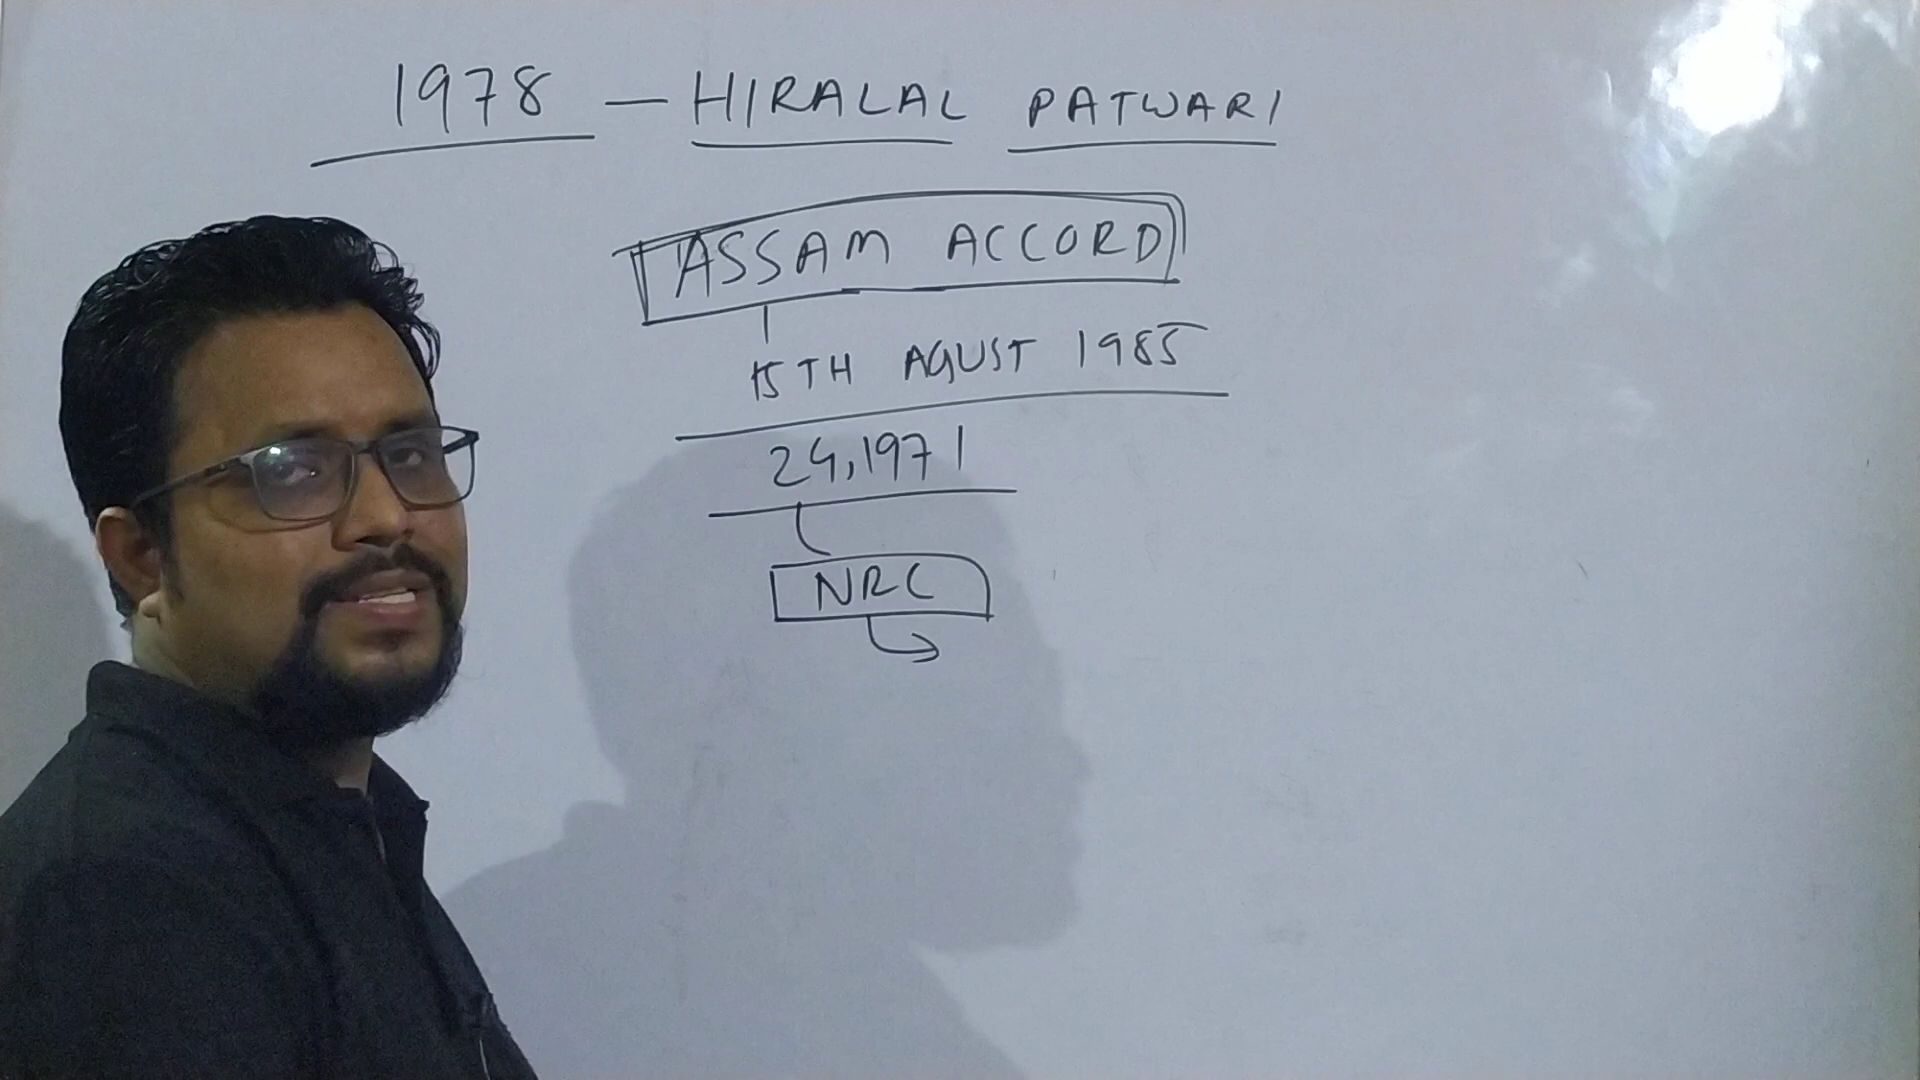 1978 — HIRALAL PATWARI
ASSAM ACCORD
15TH AGUST 1985
24,1971
NRC